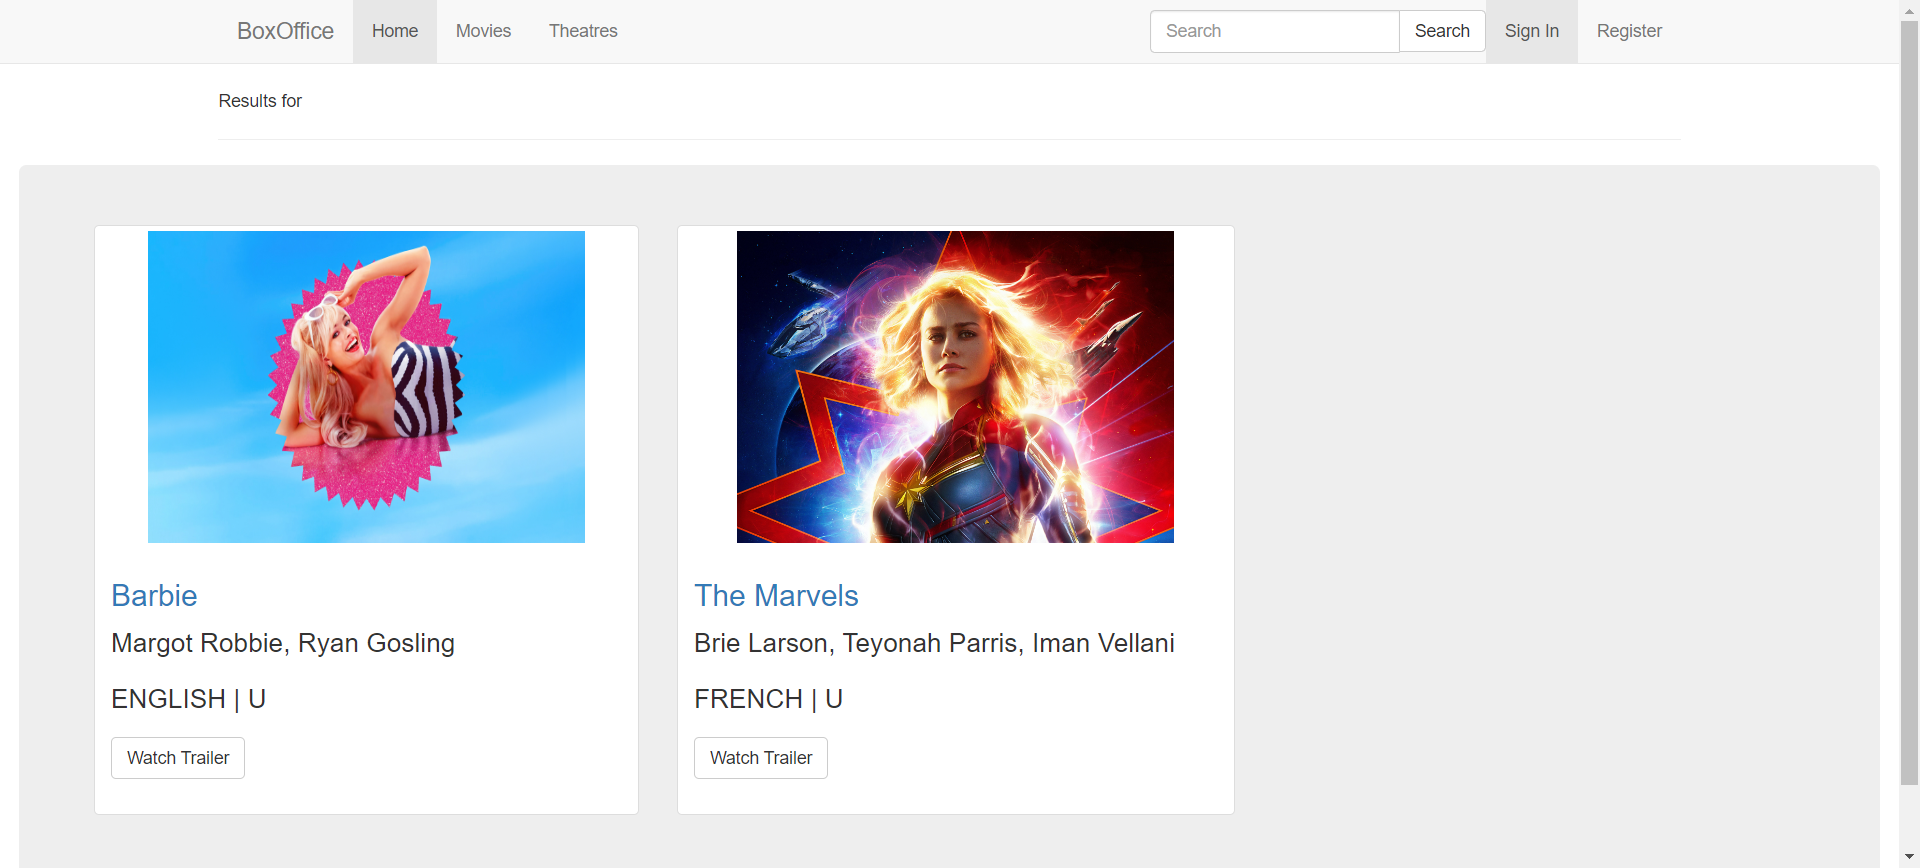 BoxOffice Home Movies Theatres Search Search Sign In Register
Results for
Barbie
Margot Robbie, Ryan Gosling
ENGLISH | U
Watch Trailer
The Marvels
Brie Larson, Teyonah Parris, Iman Vellani
FRENCH | U
Watch Trailer